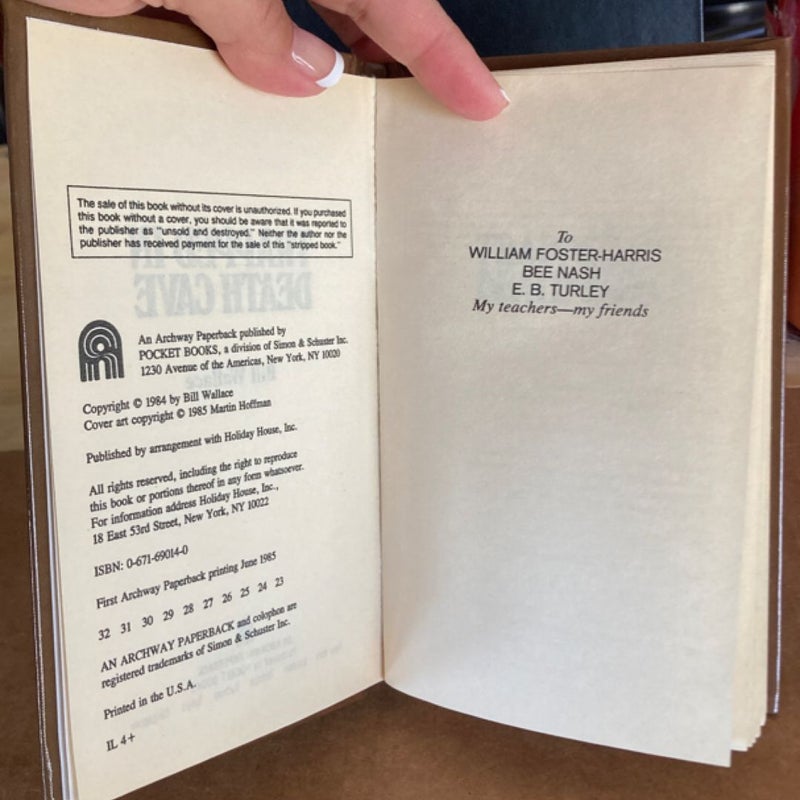 The sale of this book without its cover is unauthorized. If you purchased
this book without a cover, you should be aware that it was reported to
the publisher as "unsold and destroyed." Neither the author nor the
publisher has received payment for the sale of this "stripped book."
DEATH CAVE
Bill Wallace
An Archway Paperback published by
POCKET BOOKS, a division of Simon & Schuster Inc.
1230 Avenue of the Americas, New York, NY 10020
Copyright © 1984 by Bill Wallace
Cover art copyright © 1985 Martin Hoffman
Published by arrangement with Holiday House, Inc.
All rights reserved, including the right to reproduce
this book or portions thereof in any form whatsoever.
For information address Holiday House, Inc.,
18 East 53rd Street, New York, NY 10022
ISBN: 0-671-69014-0
First Archway Paperback printing June 1985
32 31 30 29 28 27 26 25 24 23
AN ARCHWAY PAPERBACK and colophon are
registered trademarks of Simon & Schuster Inc.
Printed in the U.S.A.
IL 4+
To
WILLIAM FOSTER-HARRIS
BEE NASH
E. B. TURLEY
My teachers—my friends